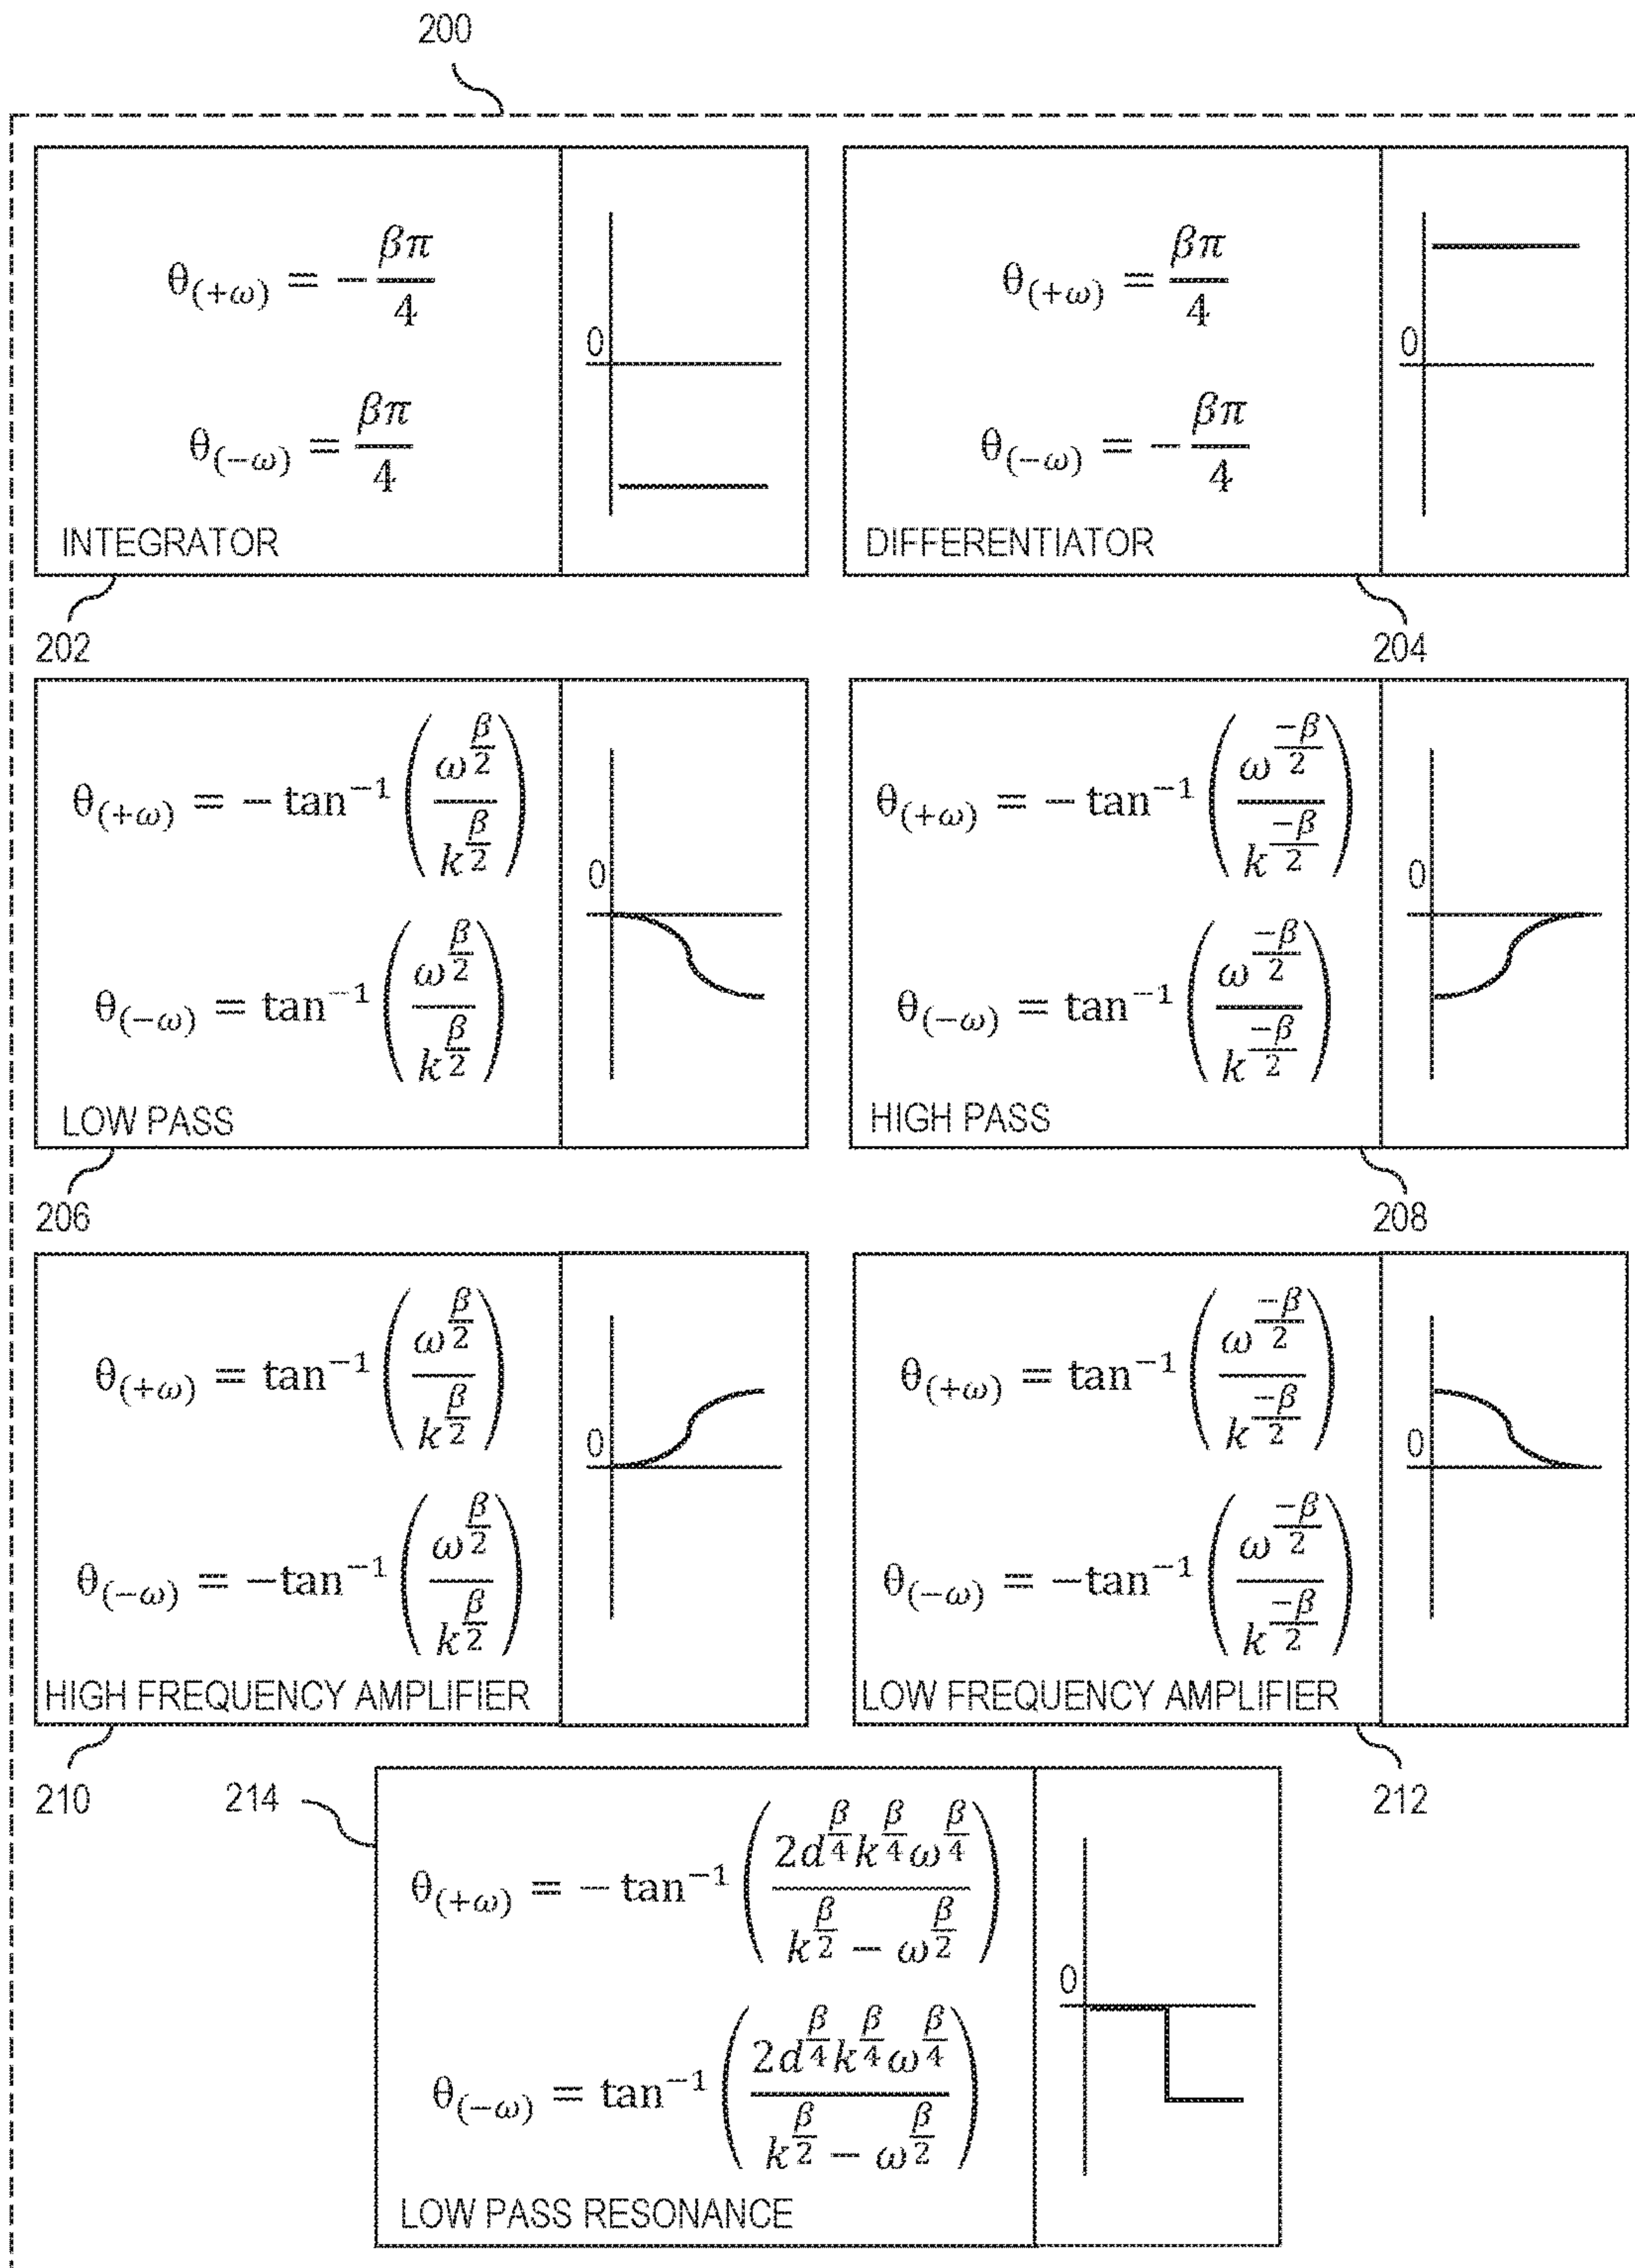 200
θ(+ω) = − βπ/4
0
θ(−ω) = βπ/4
INTEGRATOR
202
θ(+ω) = βπ/4
0
θ(−ω) = − βπ/4
DIFFERENTIATOR
204
θ(+ω) = − tan⁻¹ (ω^(β/2) / k^(β/2))
0
θ(−ω) = tan⁻¹ (ω^(β/2) / k^(β/2))
LOW PASS
206
θ(+ω) = − tan⁻¹ (ω^(−β/2) / k^(−β/2))
0
θ(−ω) = tan⁻¹ (ω^(−β/2) / k^(−β/2))
HIGH PASS
208
θ(+ω) = tan⁻¹ (ω^(β/2) / k^(β/2))
0
θ(−ω) = −tan⁻¹ (ω^(β/2) / k^(β/2))
HIGH FREQUENCY AMPLIFIER
210
θ(+ω) = tan⁻¹ (ω^(−β/2) / k^(−β/2))
0
θ(−ω) = −tan⁻¹ (ω^(−β/2) / k^(−β/2))
LOW FREQUENCY AMPLIFIER
212
214
θ(+ω) = − tan⁻¹ (2d^(β/4) k^(β/4) ω^(β/4) / (k^(β/2) − ω^(β/2)))
0
θ(−ω) = tan⁻¹ (2d^(β/4) k^(β/4) ω^(β/4) / (k^(β/2) − ω^(β/2)))
LOW PASS RESONANCE